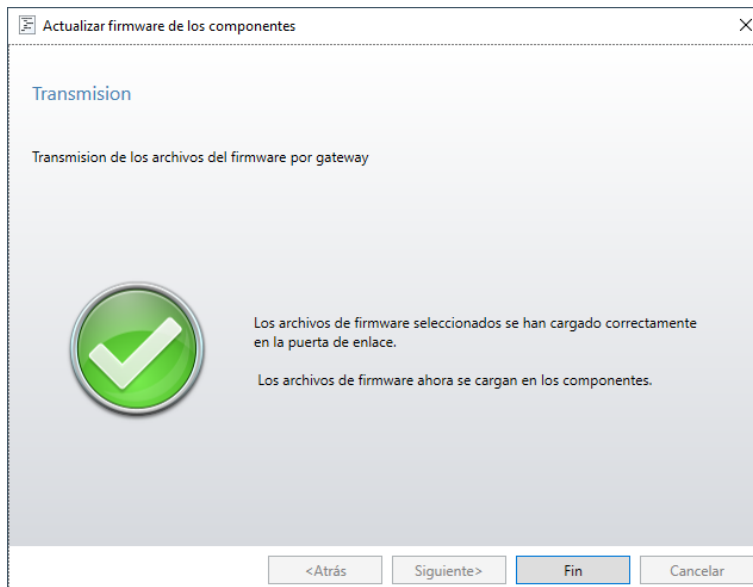 Actualizar firmware de los componentes
Transmision
Transmision de los archivos del firmware por gateway
Los archivos de firmware seleccionados se han cargado correctamente
en la puerta de enlace.
Los archivos de firmware ahora se cargan en los componentes.
<Atrás
Siguiente>
Fin
Cancelar